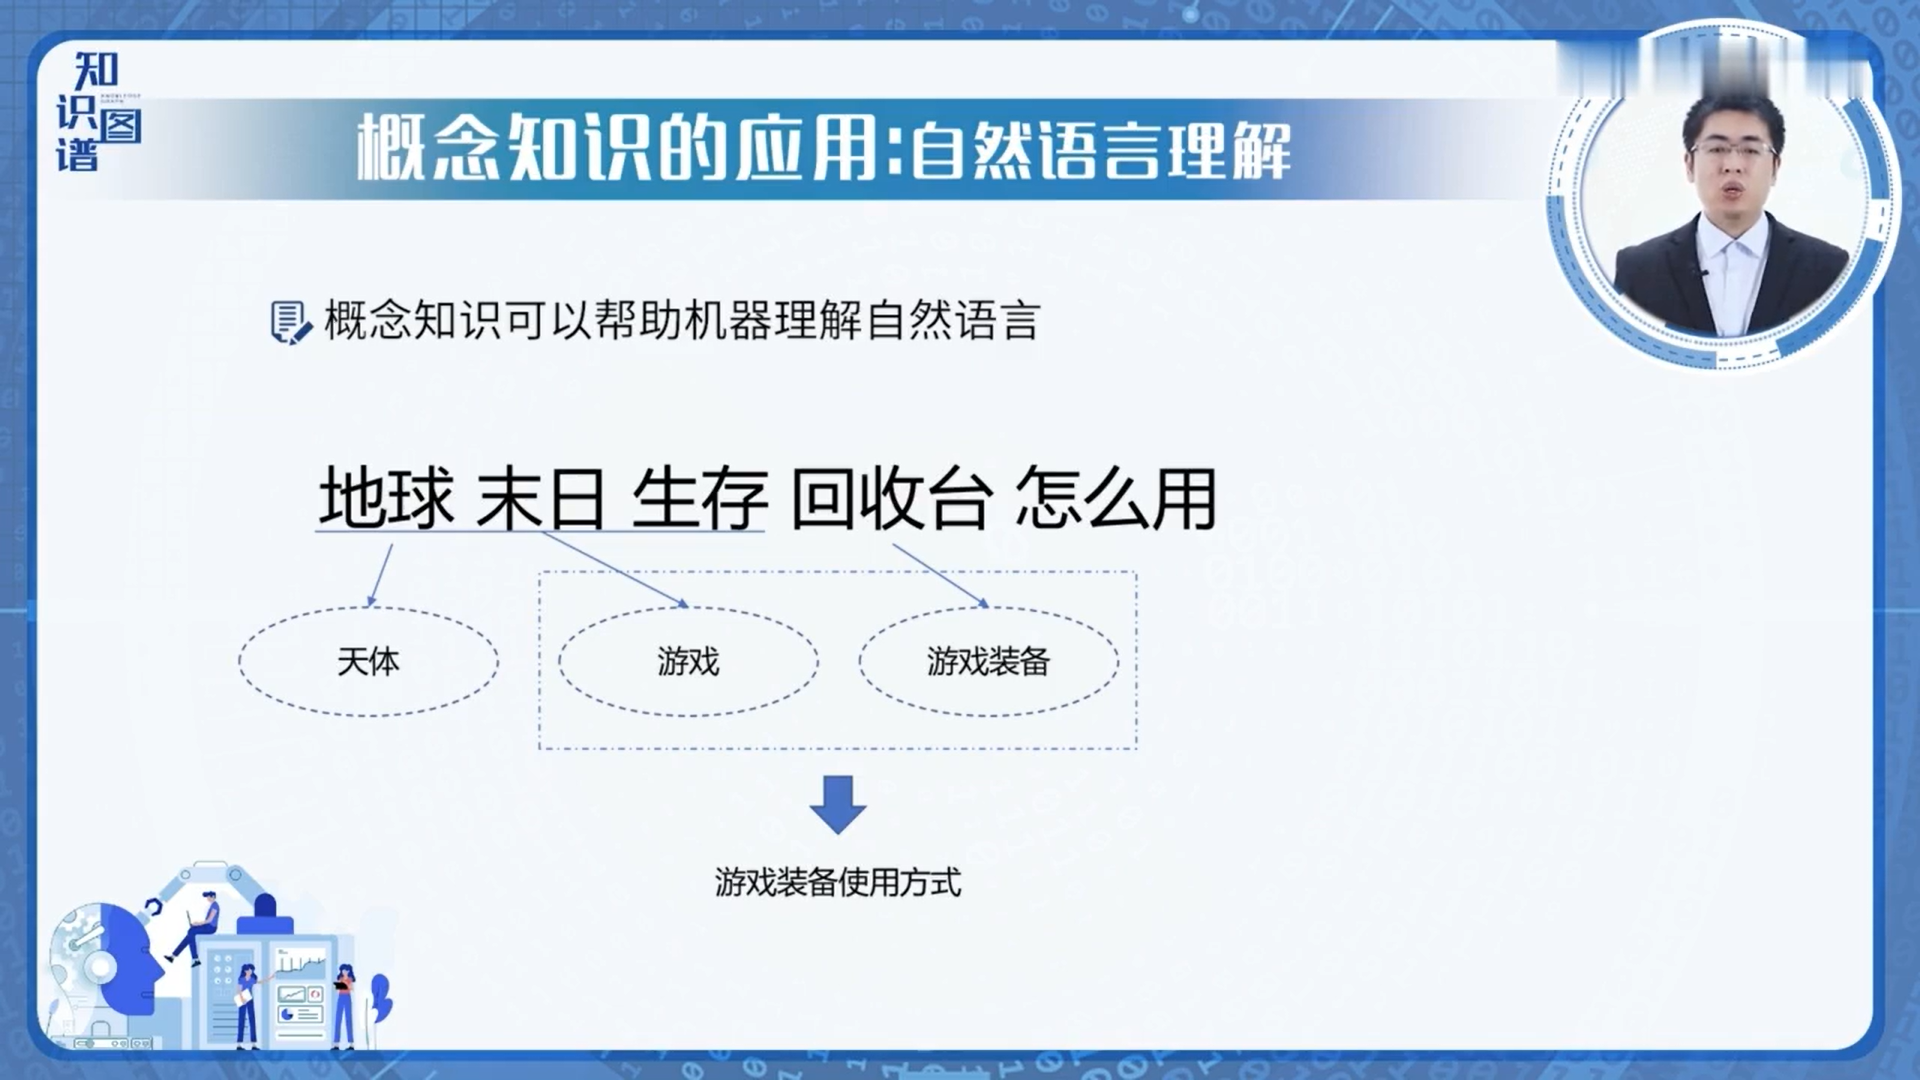 知识图谱
概念知识的应用:自然语言理解
概念知识可以帮助机器理解自然语言
地球 末日 生存 回收台 怎么用
天体
游戏
游戏装备
游戏装备使用方式